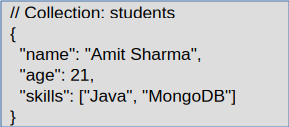 // Collection: students
{
  "name": "Amit Sharma",
  "age": 21,
  "skills": ["Java", "MongoDB"]
}